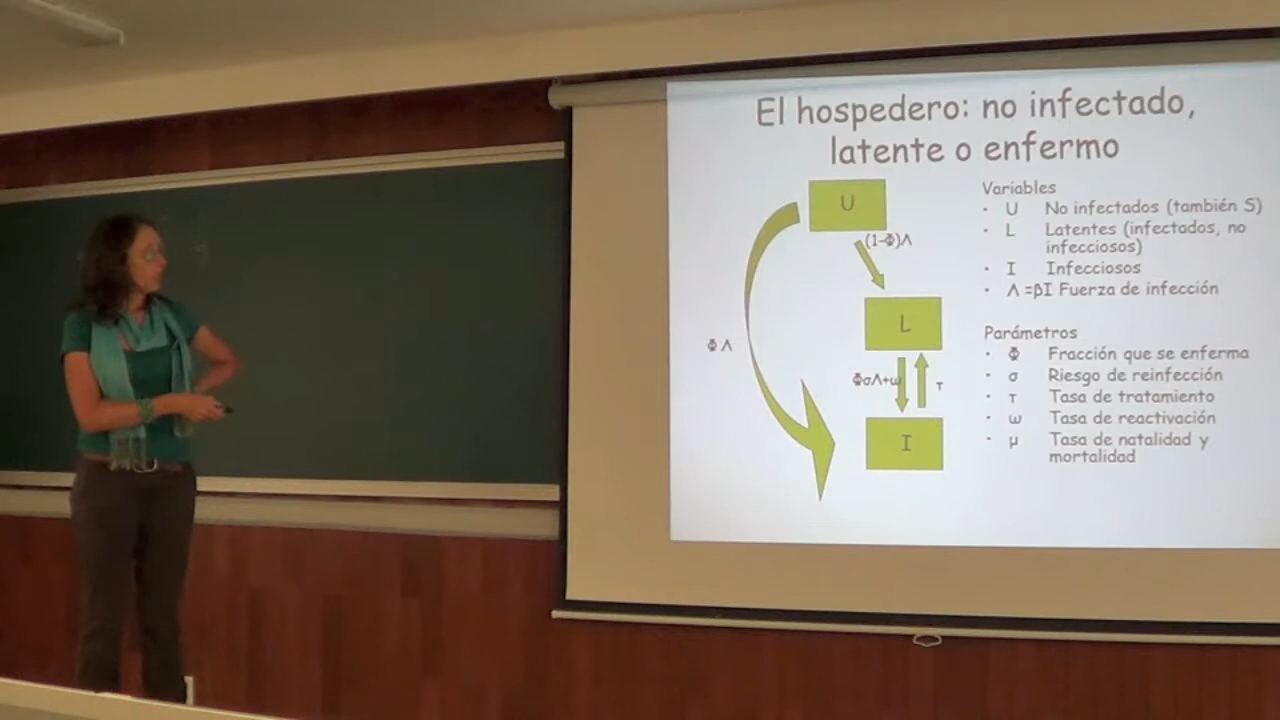 El hospedero: no infectado,
latente o enfermo
U
(1-Φ)Λ
L
ΦΛ
ΦσΛ+ω
τ
I
Variables
· U No infectados (también S)
· L Latentes (infectados, no
infecciosos)
· I Infecciosos
· Λ =βI Fuerza de infección
Parámetros
· Φ Fracción que se enferma
· σ Riesgo de reinfección
· τ Tasa de tratamiento
· ω Tasa de reactivación
· μ Tasa de natalidad y
mortalidad